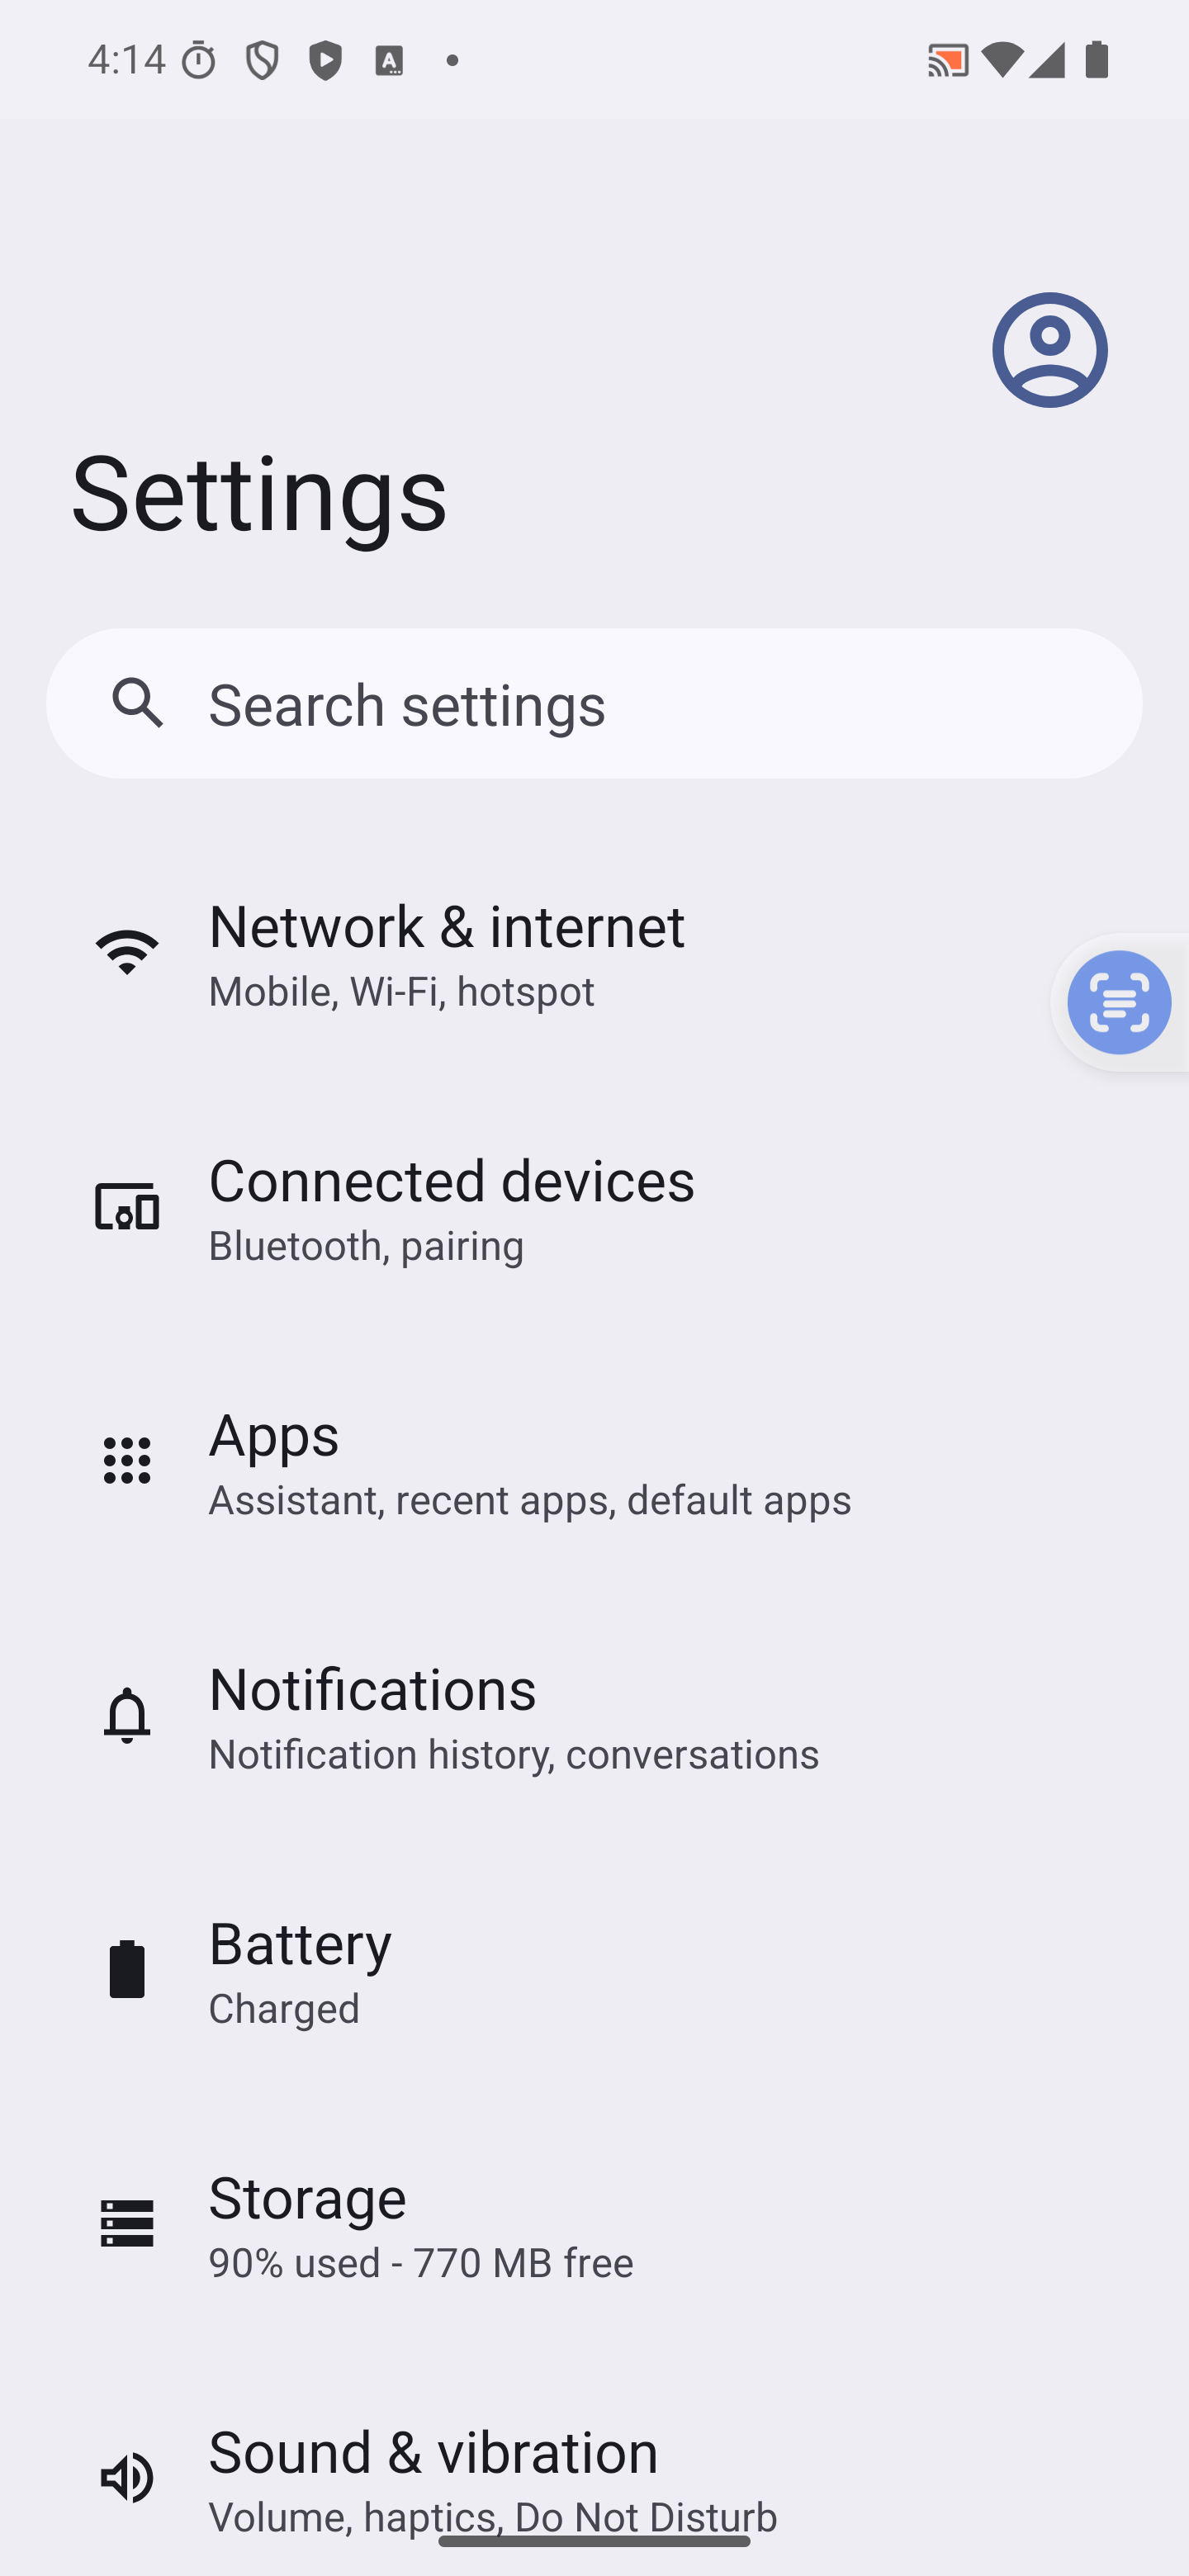 4:14
Settings
Search settings
Network & internet
Mobile, Wi-Fi, hotspot
Connected devices
Bluetooth, pairing
Apps
Assistant, recent apps, default apps
Notifications
Notification history, conversations
Battery
Charged
Storage
90% used - 770 MB free
Sound & vibration
Volume, haptics, Do Not Disturb